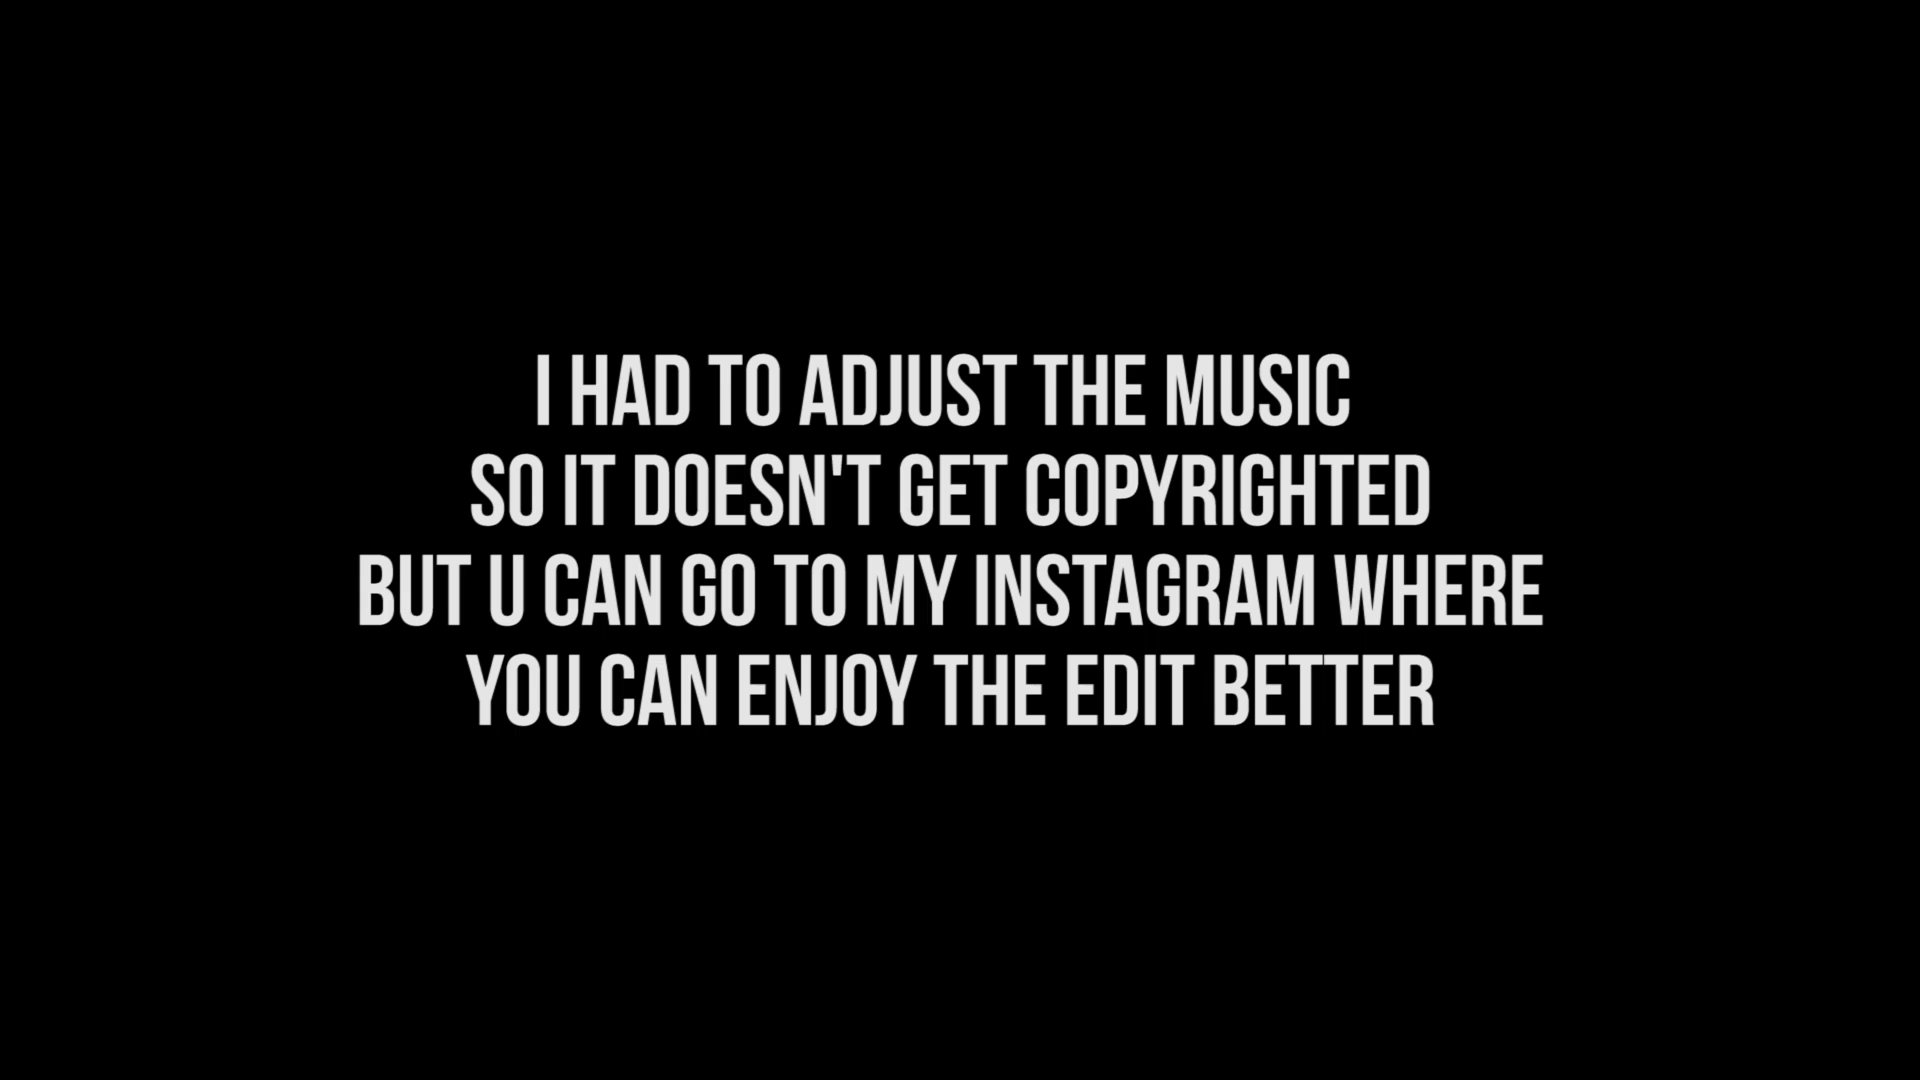 I HAD TO ADJUST THE MUSIC
SO IT DOESN'T GET COPYRIGHTED
BUT U CAN GO TO MY INSTAGRAM WHERE
YOU CAN ENJOY THE EDIT BETTER